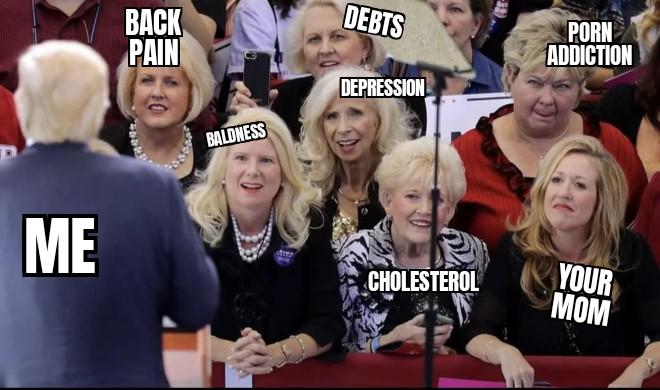 BACK
PAIN
DEBTS
PORN
ADDICTION
DEPRESSION
BALDNESS
ME
CHOLESTEROL
YOUR
MOM